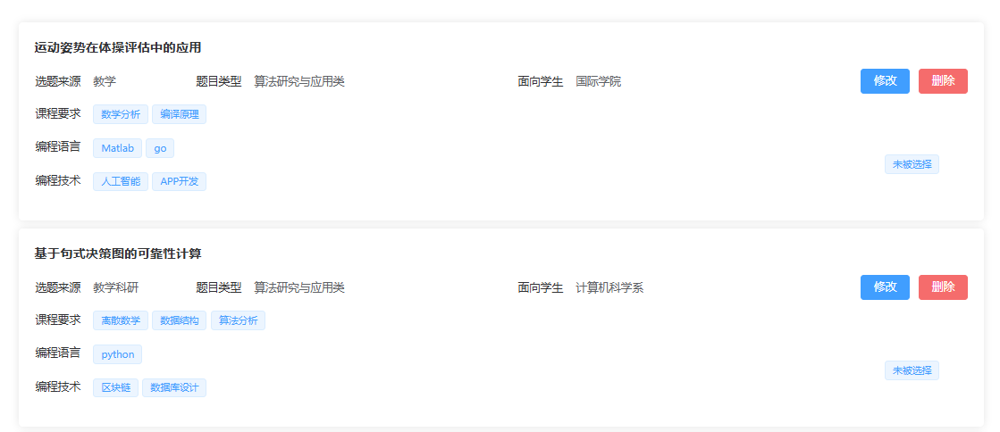 运动姿势在体操评估中的应用
选题来源 教学 题目类型 算法研究与应用类 面向学生 国际学院 修改 删除
课程要求 数学分析 编译原理
编程语言 Matlab go
未被选择
编程技术 人工智能 APP开发
基于句式决策图的可靠性计算
选题来源 教学科研 题目类型 算法研究与应用类 面向学生 计算机科学系 修改 删除
课程要求 离散数学 数据结构 算法分析
编程语言 python
未被选择
编程技术 区块链 数据库设计